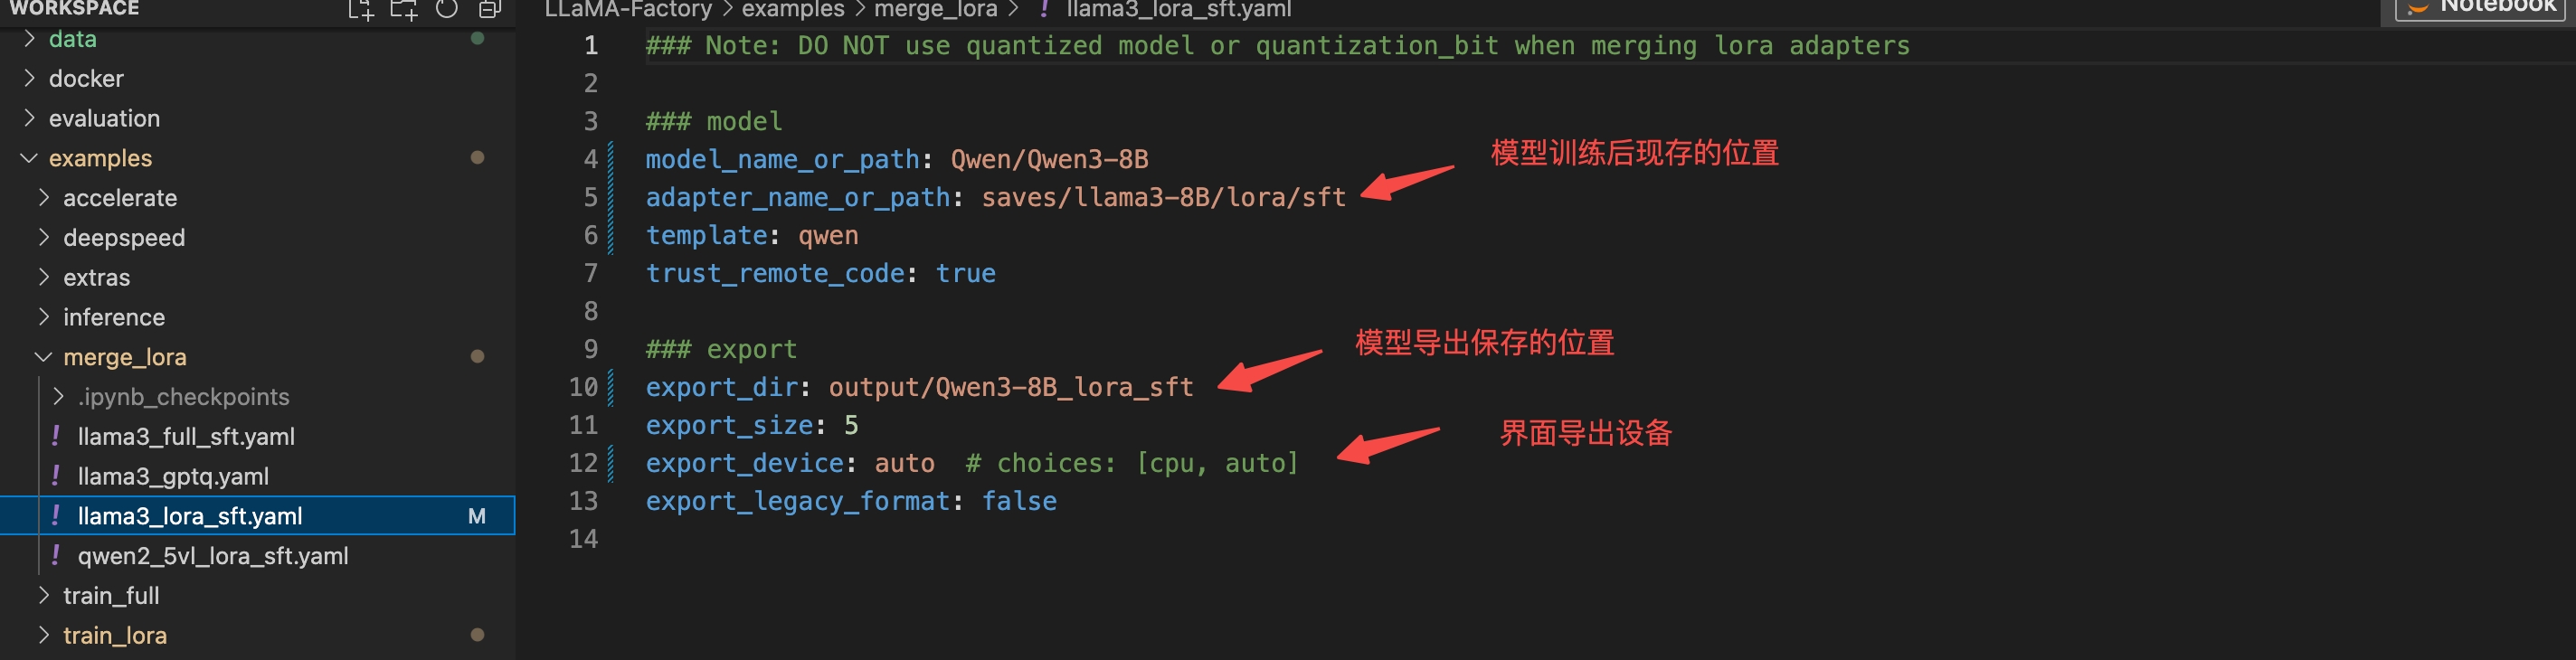 WORKSPACE
data
docker
evaluation
examples
accelerate
deepspeed
extras
inference
merge_lora
.ipynb_checkpoints
llama3_full_sft.yaml
llama3_gptq.yaml
llama3_lora_sft.yaml M
qwen2_5vl_lora_sft.yaml
train_full
train_lora
LLaMA-Factory > examples > merge_lora > ! llama3_lora_sft.yaml
Notebook
1 ### Note: DO NOT use quantized model or quantization_bit when merging lora adapters
2
3 ### model
4 model_name_or_path: Qwen/Qwen3-8B
模型训练后现存的位置
5 adapter_name_or_path: saves/llama3-8B/lora/sft
6 template: qwen
7 trust_remote_code: true
8
9 ### export
模型导出保存的位置
10 export_dir: output/Qwen3-8B_lora_sft
11 export_size: 5
界面导出设备
12 export_device: auto  # choices: [cpu, auto]
13 export_legacy_format: false
14